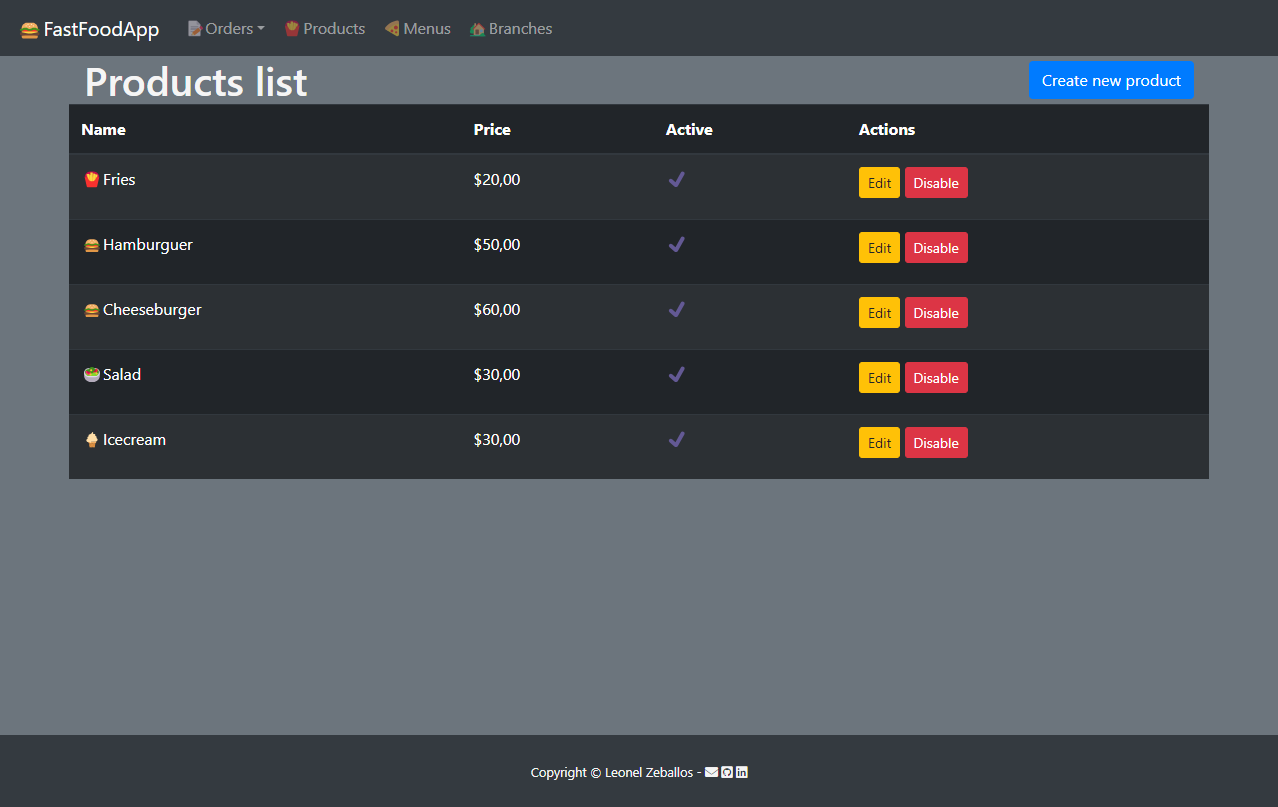 FastFoodApp Orders Products Menus Branches
Products list Create new product
Name Price Active Actions
Fries $20,00 Edit Disable
Hamburguer $50,00 Edit Disable
Cheeseburger $60,00 Edit Disable
Salad $30,00 Edit Disable
Icecream $30,00 Edit Disable
Copyright © Leonel Zeballos -